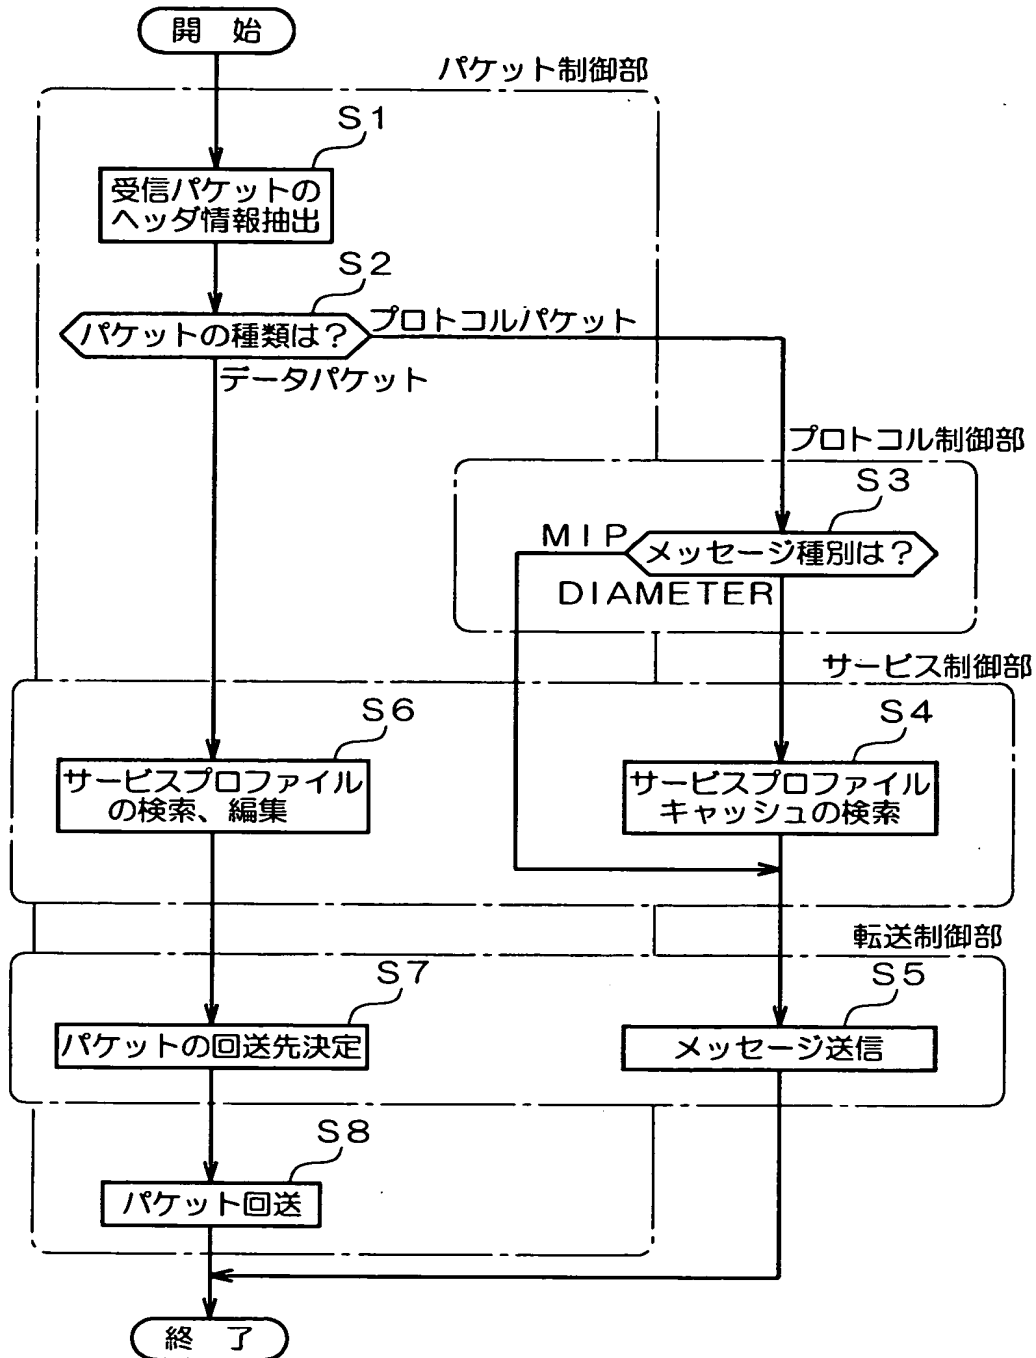 開 始
パケット制御部
S1
受信パケットの
ヘッダ情報抽出
S2
パケットの種類は?
プロトコルパケット
データパケット
プロトコル制御部
S3
MIP
メッセージ種別は?
DIAMETER
サービス制御部
S6
S4
サービスプロファイル
の検索、編集
サービスプロファイル
キャッシュの検索
転送制御部
S7
S5
パケットの回送先決定
メッセージ送信
S8
パケット回送
終 了